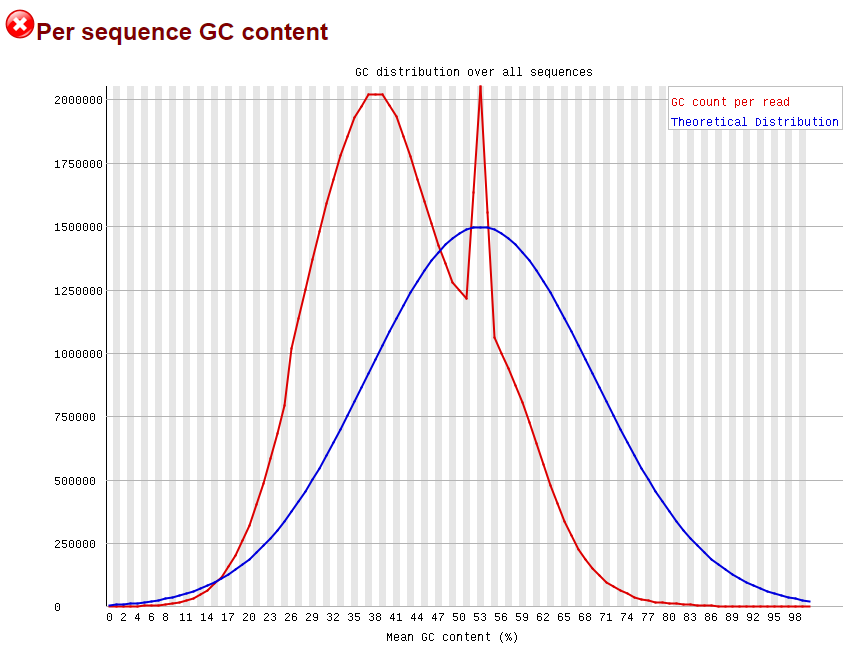 Per sequence GC content
GC distribution over all sequences
GC count per read
Theoretical Distribution
2000000
1750000
1500000
1250000
1000000
750000
500000
250000
0
0 2 4 6 8 11 14 17 20 23 26 29 32 35 38 41 44 47 50 53 56 59 62 65 68 71 74 77 80 83 86 89 92 95 98
Mean GC content (%)